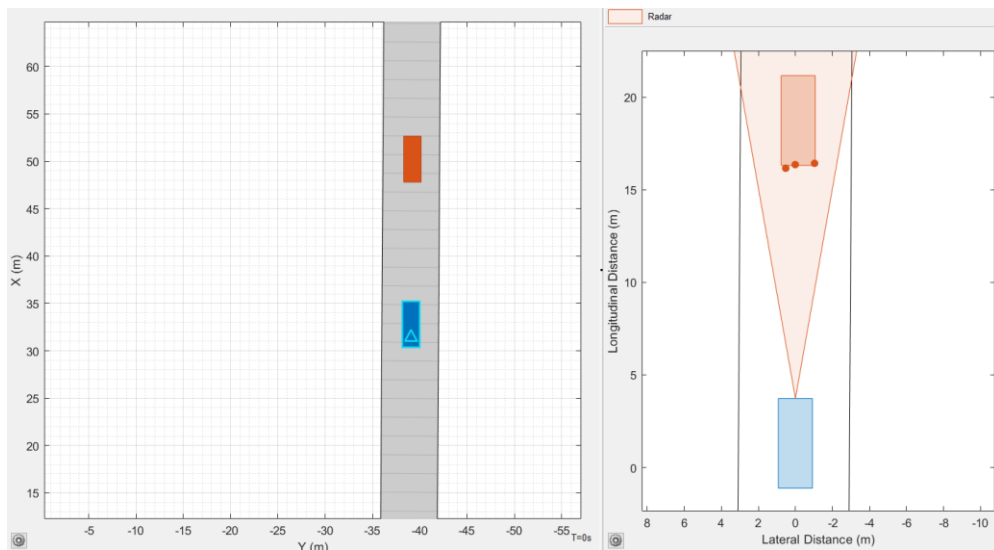 Radar
60
55
50
45
40
35
30
25
20
15
X (m)
-5 -10 -15 -20 -25 -30 -35 -40 -45 -50 -55
Y (m)
T=0s
20
15
10
5
0
Longitudinal Distance (m)
8 6 4 2 0 -2 -4 -6 -8 -10
Lateral Distance (m)